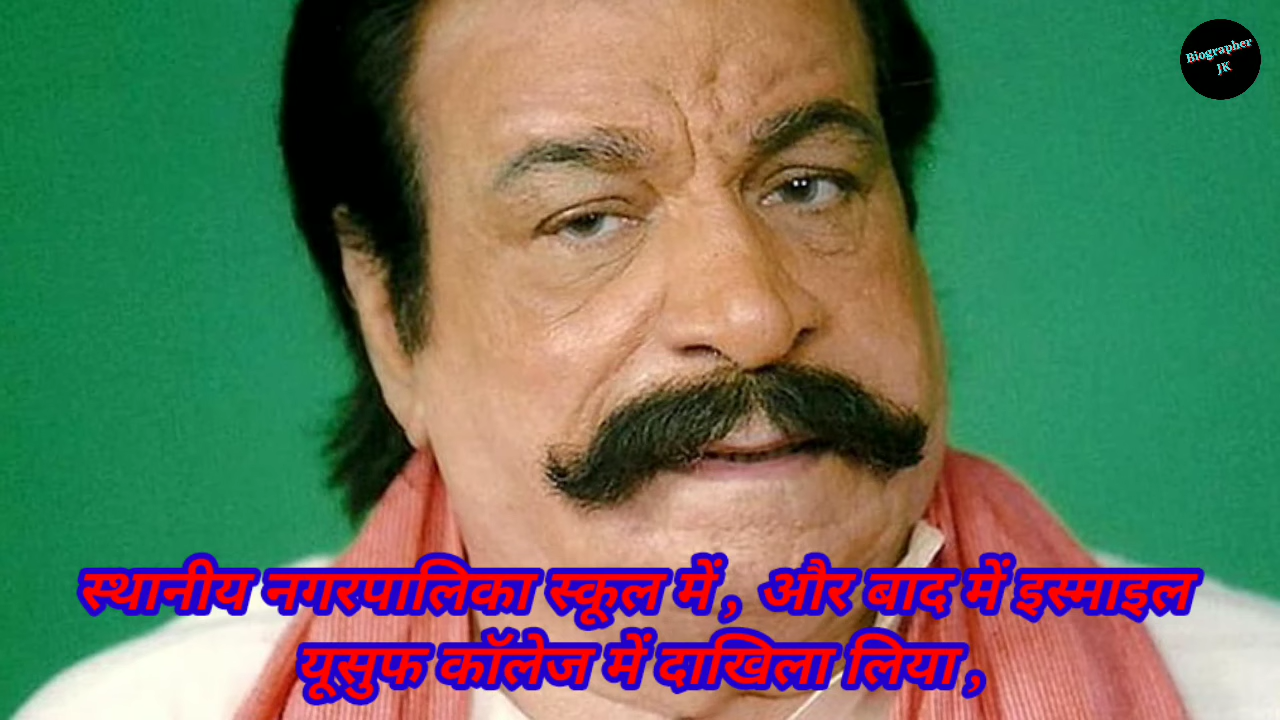 Biographer
JK
स्थानीय नगरपालिका स्कूल में , और बाद में इस्माइल
यूसुफ कॉलेज में दाखिला लिया ,